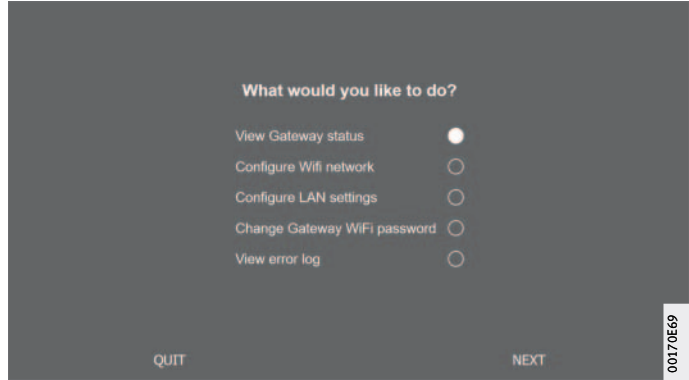 What would you like to do?
View Gateway status
Configure Wifi network
Configure LAN settings
Change Gateway WiFi password
View error log
QUIT
NEXT
00170E69